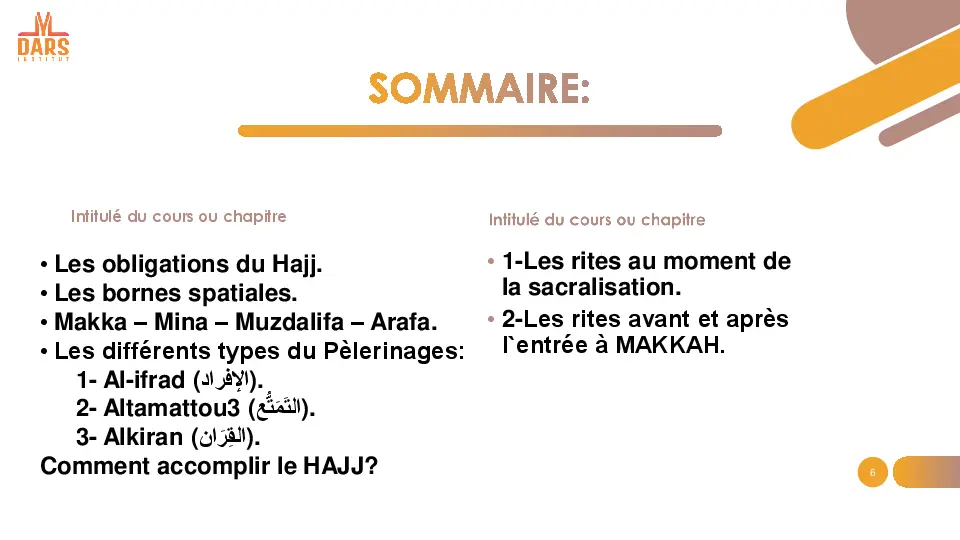 DARS
INSTITUT
SOMMAIRE:
Intitulé du cours ou chapitre
• Les obligations du Hajj.
• Les bornes spatiales.
• Makka – Mina – Muzdalifa – Arafa.
• Les différents types du Pèlerinages:
1- Al-ifrad (الإفراد).
2- Altamattou3 (التَمَتُّع).
3- Alkiran (القِرَان).
Comment accomplir le HAJJ?
Intitulé du cours ou chapitre
• 1-Les rites au moment de
la sacralisation.
• 2-Les rites avant et après
l`entrée à MAKKAH.
6